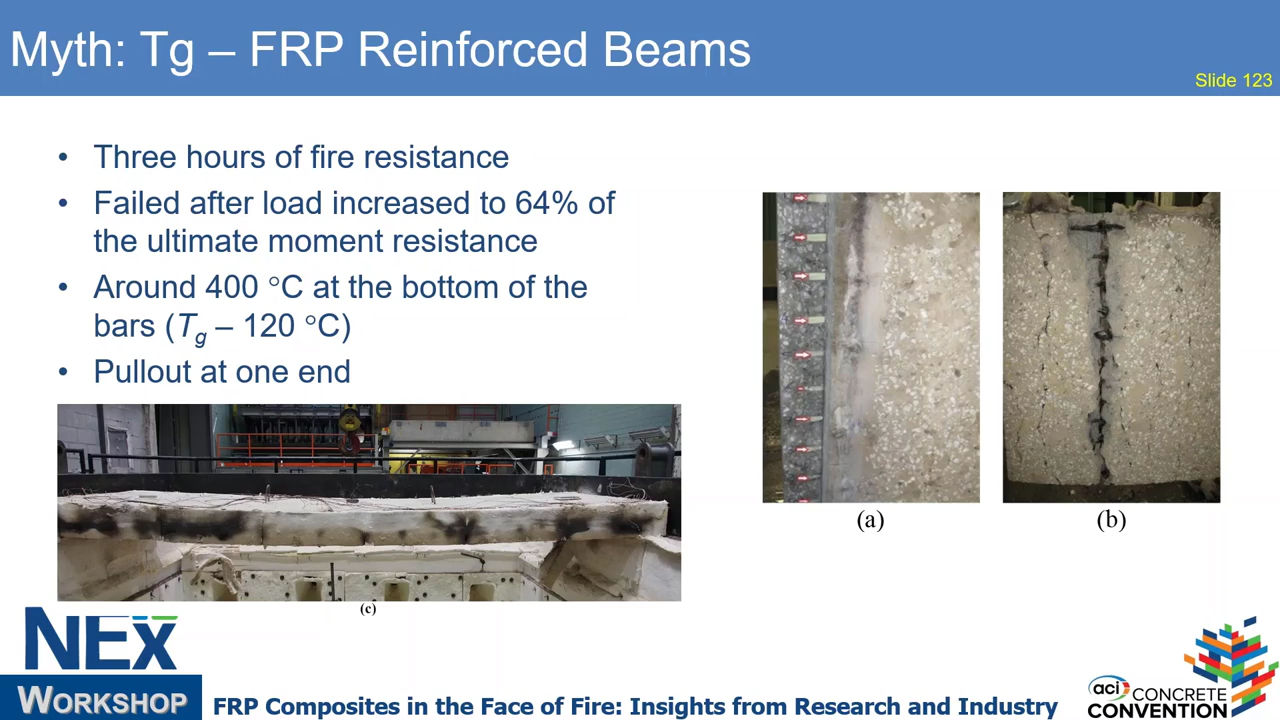 Myth: Tg – FRP Reinforced Beams
Slide 123
• Three hours of fire resistance
• Failed after load increased to 64% of
the ultimate moment resistance
• Around 400 °C at the bottom of the
bars (Tg – 120 °C)
• Pullout at one end
(a)
(b)
(c)
NEx
WORKSHOP
FRP Composites in the Face of Fire: Insights from Research and Industry
aci
CONCRETE
CONVENTION